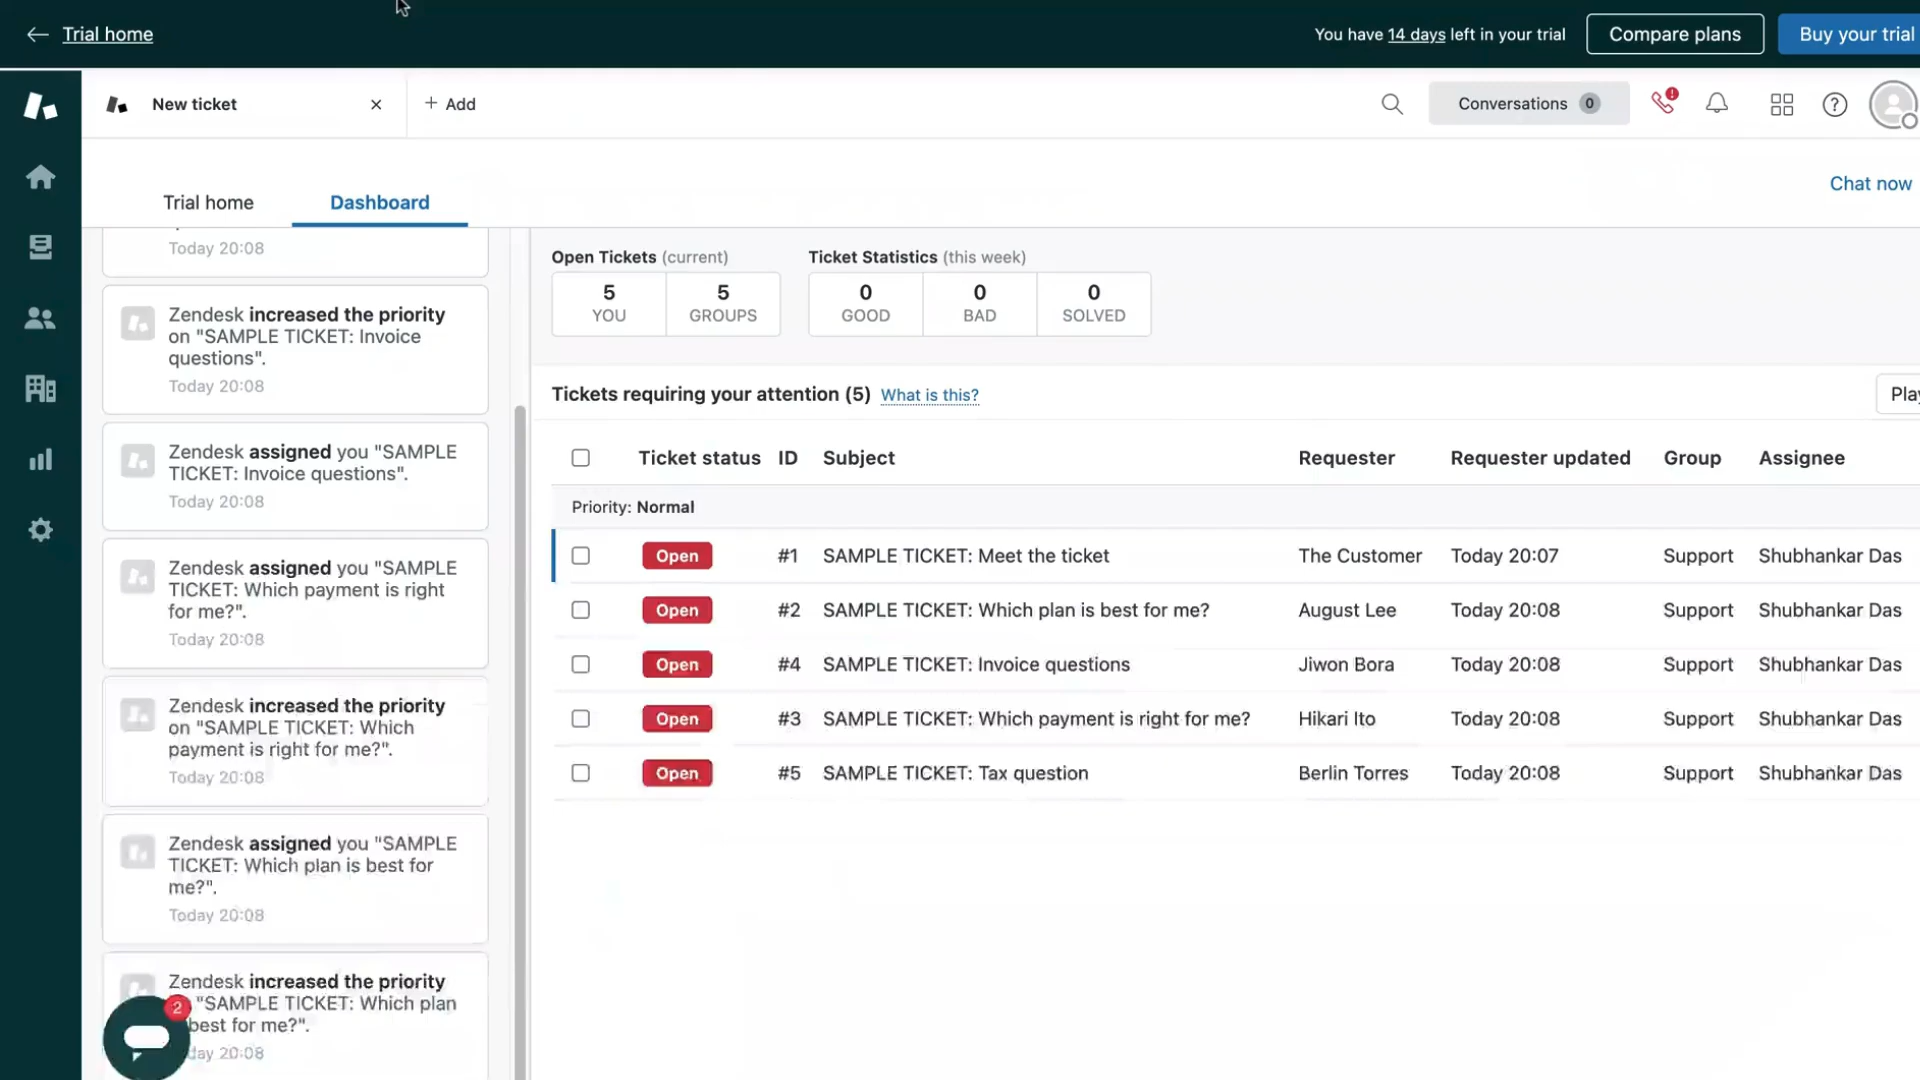 Trial home
You have 14 days left in your trial
Compare plans
Buy your trial
New ticket
+ Add
Conversations 0
Trial home
Dashboard
Chat now
Today 20:08
Zendesk increased the priority
on "SAMPLE TICKET: Invoice
questions".
Today 20:08
Zendesk assigned you "SAMPLE
TICKET: Invoice questions".
Today 20:08
Zendesk assigned you "SAMPLE
TICKET: Which payment is right
for me?".
Today 20:08
Zendesk increased the priority
on "SAMPLE TICKET: Which
payment is right for me?".
Today 20:08
Zendesk assigned you "SAMPLE
TICKET: Which plan is best for
me?".
Today 20:08
Zendesk increased the priority
"SAMPLE TICKET: Which plan
best for me?".
day 20:08
2
Open Tickets (current)
5 5
YOU GROUPS
Ticket Statistics (this week)
0 0 0
GOOD BAD SOLVED
Tickets requiring your attention (5) What is this?
Play
Ticket status ID Subject Requester Requester updated Group Assignee
Priority: Normal
Open #1 SAMPLE TICKET: Meet the ticket The Customer Today 20:07 Support Shubhankar Das
Open #2 SAMPLE TICKET: Which plan is best for me? August Lee Today 20:08 Support Shubhankar Das
Open #4 SAMPLE TICKET: Invoice questions Jiwon Bora Today 20:08 Support Shubhankar Das
Open #3 SAMPLE TICKET: Which payment is right for me? Hikari Ito Today 20:08 Support Shubhankar Das
Open #5 SAMPLE TICKET: Tax question Berlin Torres Today 20:08 Support Shubhankar Das